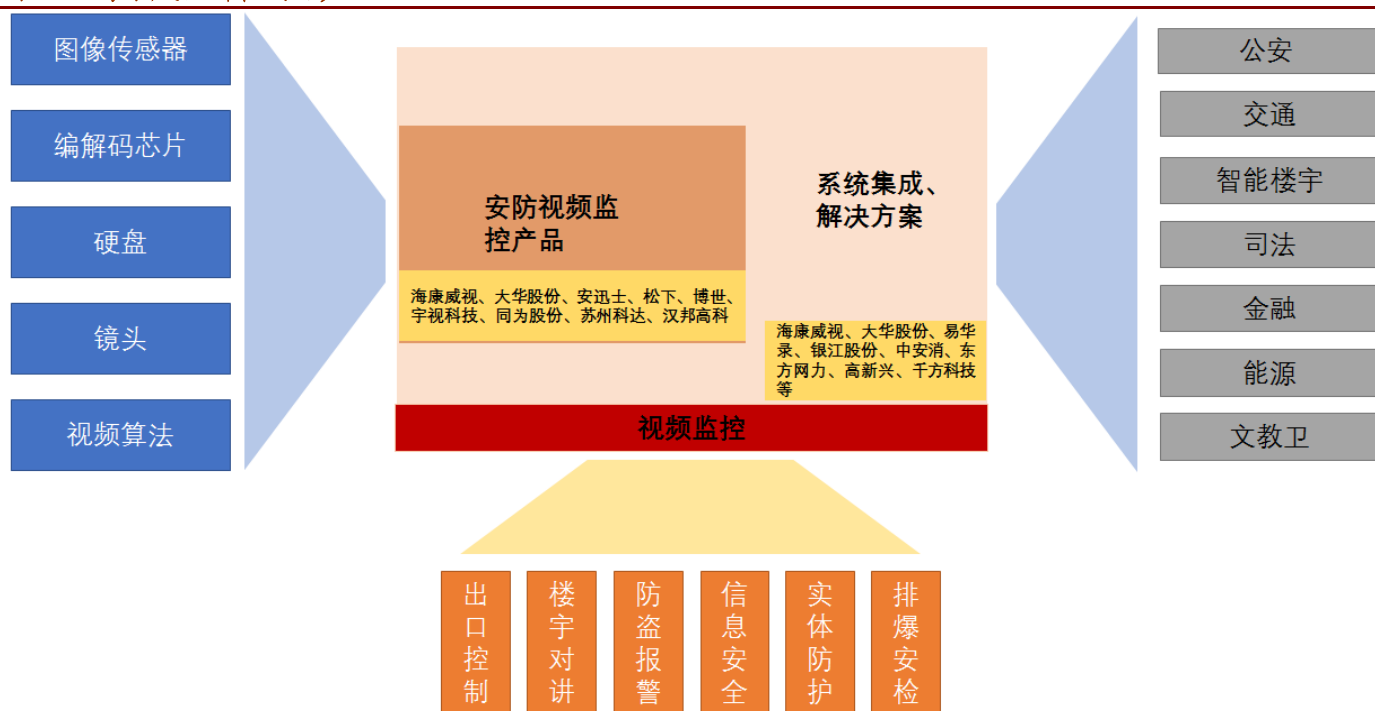 图像传感器
编解码芯片
硬盘
镜头
视频算法
安防视频监
控产品
海康威视、大华股份、安迅士、松下、博世、
宇视科技、同为股份、苏州科达、汉邦高科
系统集成、
解决方案
海康威视、大华股份、易华
录、银江股份、中安消、东
方网力、高新兴、千方科技
等
视频监控
公安
交通
智能楼宇
司法
金融
能源
文教卫
出口控制
楼宇对讲
防盗报警
信息安全
实体防护
排爆安检